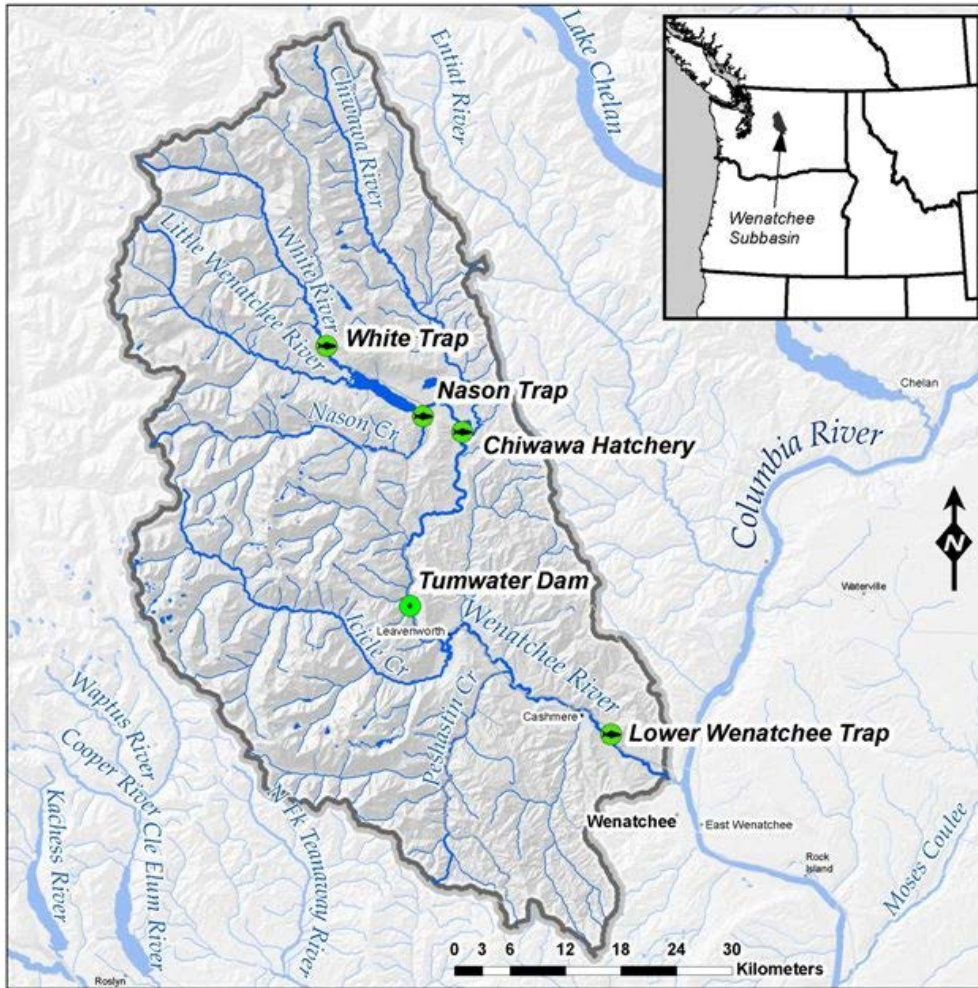 Lake Chelan
Entiat River
Chiwawa River
Wenatchee
Subbasin
White River
Little Wenatchee River
White Trap
Nason Trap
Chelan
Nason Cr
Chiwawa Hatchery
Columbia River
N
Tumwater Dam
Waterville
Leavenworth
Icicle Cr
Wenatchee River
Peshastin Cr
Cashmere
Lower Wenatchee Trap
Waptus River
Cooper River
Cle Elum River
Kachess River
N Fk Teanaway River
Wenatchee
East Wenatchee
Rock
Island
Moses Coulee
0 3 6 12 18 24 30
Kilometers
Roslyn